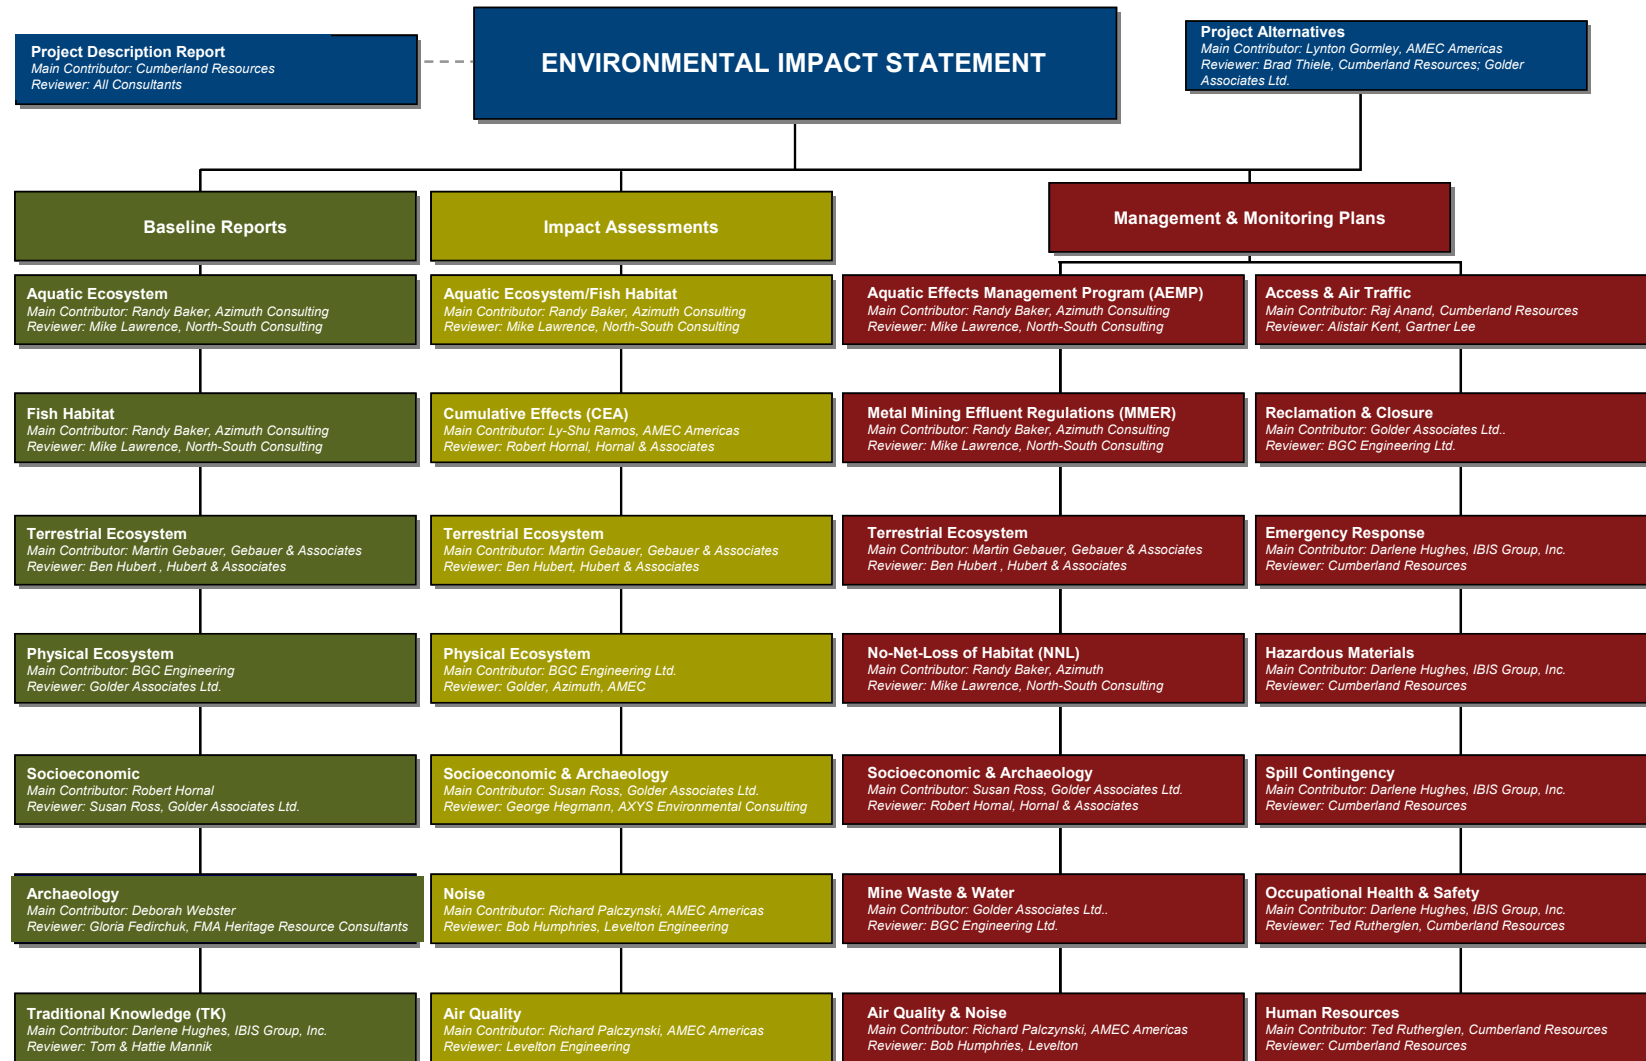 Project Description Report
Main Contributor: Cumberland Resources
Reviewer: All Consultants
ENVIRONMENTAL IMPACT STATEMENT
Project Alternatives
Main Contributor: Lynton Gormley, AMEC Americas
Reviewer: Brad Thiele, Cumberland Resources; Golder
Associates Ltd.
Baseline Reports
Aquatic Ecosystem
Main Contributor: Randy Baker, Azimuth Consulting
Reviewer: Mike Lawrence, North-South Consulting
Fish Habitat
Main Contributor: Randy Baker, Azimuth Consulting
Reviewer: Mike Lawrence, North-South Consulting
Terrestrial Ecosystem
Main Contributor: Martin Gebauer, Gebauer & Associates
Reviewer: Ben Hubert , Hubert & Associates
Physical Ecosystem
Main Contributor: BGC Engineering
Reviewer: Golder Associates Ltd.
Socioeconomic
Main Contributor: Robert Hornal
Reviewer: Susan Ross, Golder Associates Ltd.
Archaeology
Main Contributor: Deborah Webster
Reviewer: Gloria Fedirchuk, FMA Heritage Resource Consultants
Traditional Knowledge (TK)
Main Contributor: Darlene Hughes, IBIS Group, Inc.
Reviewer: Tom & Hattie Mannik
Impact Assessments
Aquatic Ecosystem/Fish Habitat
Main Contributor: Randy Baker, Azimuth Consulting
Reviewer: Mike Lawrence, North-South Consulting
Cumulative Effects (CEA)
Main Contributor: Ly-Shu Ramos, AMEC Americas
Reviewer: Robert Hornal, Hornal & Associates
Terrestrial Ecosystem
Main Contributor: Martin Gebauer, Gebauer & Associates
Reviewer: Ben Hubert, Hubert & Associates
Physical Ecosystem
Main Contributor: BGC Engineering Ltd.
Reviewer: Golder, Azimuth, AMEC
Socioeconomic & Archaeology
Main Contributor: Susan Ross, Golder Associates Ltd.
Reviewer: George Hegmann, AXYS Environmental Consulting
Noise
Main Contributor: Richard Palczynski, AMEC Americas
Reviewer: Bob Humphries, Levelton Engineering
Air Quality
Main Contributor: Richard Palczynski, AMEC Americas
Reviewer: Levelton Engineering
Management & Monitoring Plans
Aquatic Effects Management Program (AEMP)
Main Contributor: Randy Baker, Azimuth Consulting
Reviewer: Mike Lawrence, North-South Consulting
Metal Mining Effluent Regulations (MMER)
Main Contributor: Randy Baker, Azimuth Consulting
Reviewer: Mike Lawrence, North-South Consulting
Terrestrial Ecosystem
Main Contributor: Martin Gebauer, Gebauer & Associates
Reviewer: Ben Hubert , Hubert & Associates
No-Net-Loss of Habitat (NNL)
Main Contributor: Randy Baker, Azimuth
Reviewer: Mike Lawrence, North-South Consulting
Socioeconomic & Archaeology
Main Contributor: Susan Ross, Golder Associates Ltd.
Reviewer: Robert Hornal, Hornal & Associates
Mine Waste & Water
Main Contributor: Golder Associates Ltd..
Reviewer: BGC Engineering Ltd.
Air Quality & Noise
Main Contributor: Richard Palczynski, AMEC Americas
Reviewer: Bob Humphries, Levelton
Access & Air Traffic
Main Contributor: Raj Anand, Cumberland Resources
Reviewer: Alistair Kent, Gartner Lee
Reclamation & Closure
Main Contributor: Golder Associates Ltd..
Reviewer: BGC Engineering Ltd.
Emergency Response
Main Contributor: Darlene Hughes, IBIS Group, Inc.
Reviewer: Cumberland Resources
Hazardous Materials
Main Contributor: Darlene Hughes, IBIS Group, Inc.
Reviewer: Cumberland Resources
Spill Contingency
Main Contributor: Darlene Hughes, IBIS Group, Inc.
Reviewer: Cumberland Resources
Occupational Health & Safety
Main Contributor: Darlene Hughes, IBIS Group, Inc.
Reviewer: Ted Rutherglen, Cumberland Resources
Human Resources
Main Contributor: Ted Rutherglen, Cumberland Resources
Reviewer: Cumberland Resources